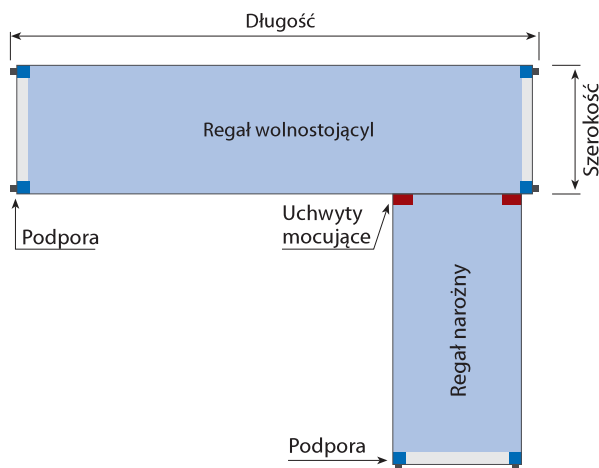 Długość
Regał wolnostojącyl
Szerokość
Podpora
Uchwyty
mocujące
Regał narożny
Podpora